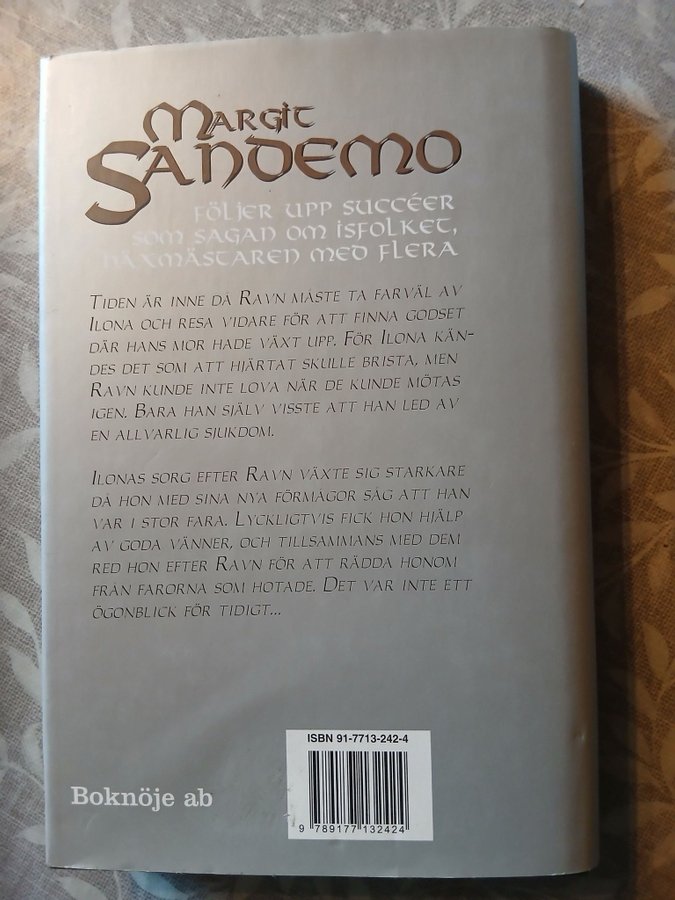 MARGIT
SANDEMO
FÖLJER UPP SUCCÉER
SOM SAGAN OM ISFOLKET,
HÄXMÄSTAREN MED FLERA
TIDEN ÄR INNE DÅ RAVN MÅSTE TA FARVÄL AV
ILONA OCH RESA VIDARE FÖR ATT FINNA GODSET
DÄR HANS MOR HADE VÄXT UPP. FÖR ILONA KÄN-
DES DET SOM ATT HJÄRTAT SKULLE BRISTA, MEN
RAVN KUNDE INTE LOVA NÄR DE KUNDE MÖTAS
IGEN. BARA HAN SJÄLV VISSTE ATT HAN LED AV
EN ALLVARLIG SJUKDOM.
ILONAS SORG EFTER RAVN VÄXTE SIG STARKARE
DÅ HON MED SINA NYA FÖRMÅGOR SÅG ATT HAN
VAR I STOR FARA. LYCKLIGTVIS FICK HON HJÄLP
AV GODA VÄNNER, OCH TILLSAMMANS MED DEM
RED HON EFTER RAVN FÖR ATT RÄDDA HONOM
FRÅN FARORNA SOM HOTADE. DET VAR INTE ETT
ÖGONBLICK FÖR TIDIGT...
ISBN 91-7713-242-4
Boknöje ab
9 789177 132424